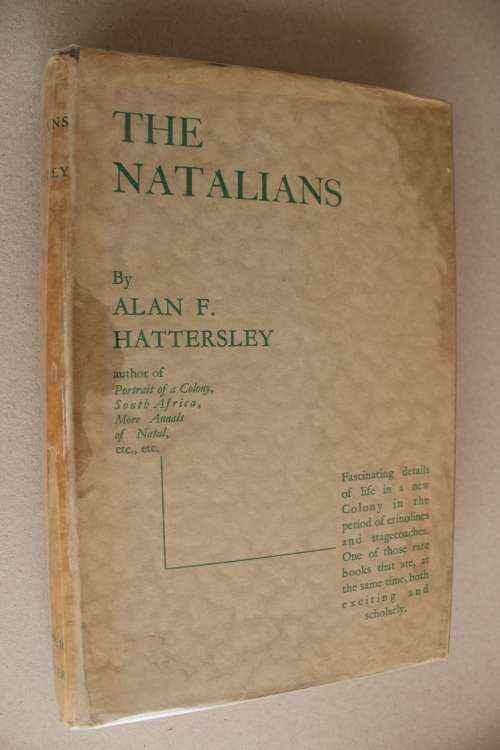 THE
NATALIANS
By
ALAN F.
HATTERSLEY
author of
Portrait of a Colony,
South Africa,
More Annals
of Natal,
etc., etc.
Fascinating details
of life in a new
Colony in the
period of crinolines
and stagecoaches.
One of those rare
books that are, at
the same time, both
exciting and
scholarly.